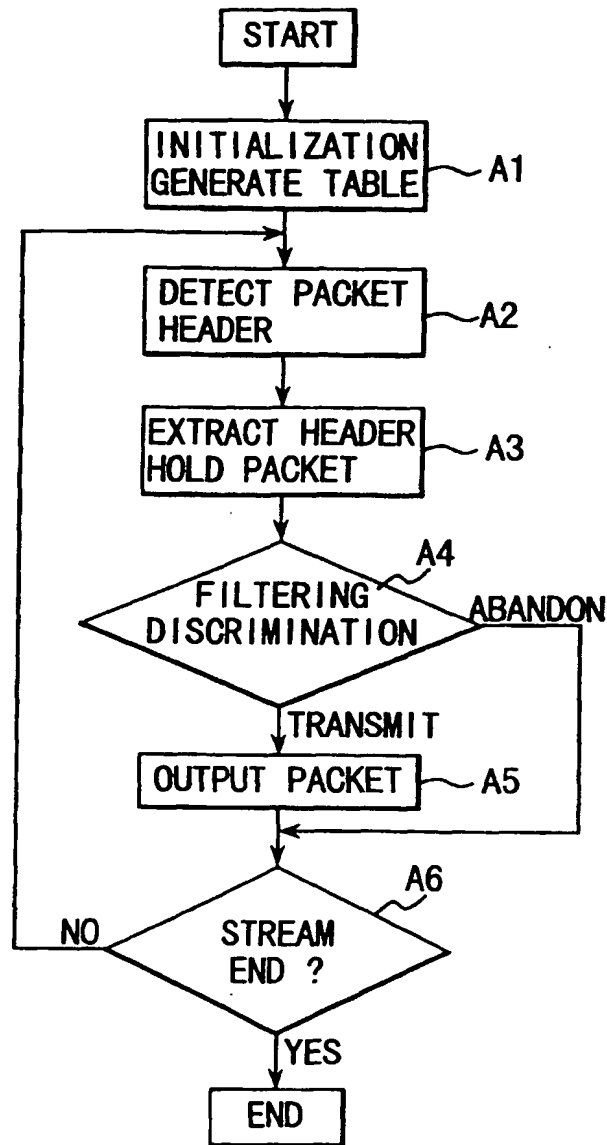 START
INITIALIZATION
GENERATE TABLE
A1
DETECT PACKET
HEADER
A2
EXTRACT HEADER
HOLD PACKET
A3
A4
FILTERING
DISCRIMINATION
ABANDON
TRANSMIT
OUTPUT PACKET
A5
A6
NO
STREAM
END ?
YES
END